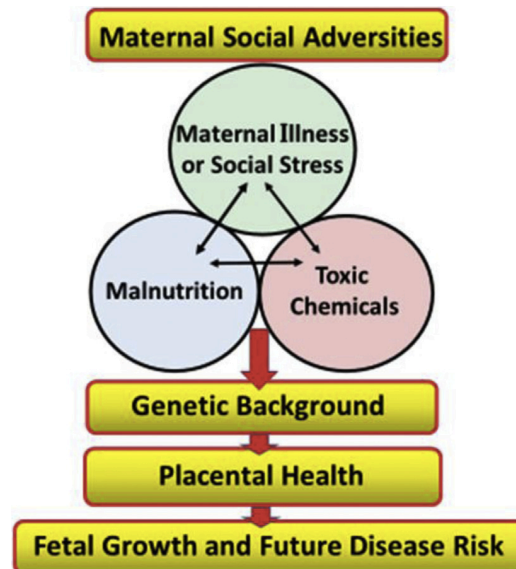 Maternal Social Adversities
Maternal Illness
or Social Stress
Malnutrition
Toxic
Chemicals
Genetic Background
Placental Health
Fetal Growth and Future Disease Risk